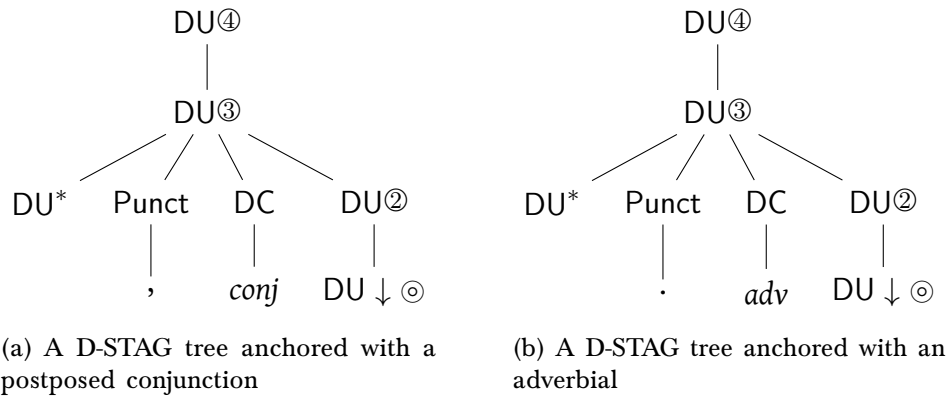 DU④ DU④
DU③ DU③
DU* Punct DC DU② DU* Punct DC DU②
, conj DU ↓ ⊚ . adv DU ↓ ⊚
(a) A D-STAG tree anchored with a
postposed conjunction
(b) A D-STAG tree anchored with an
adverbial